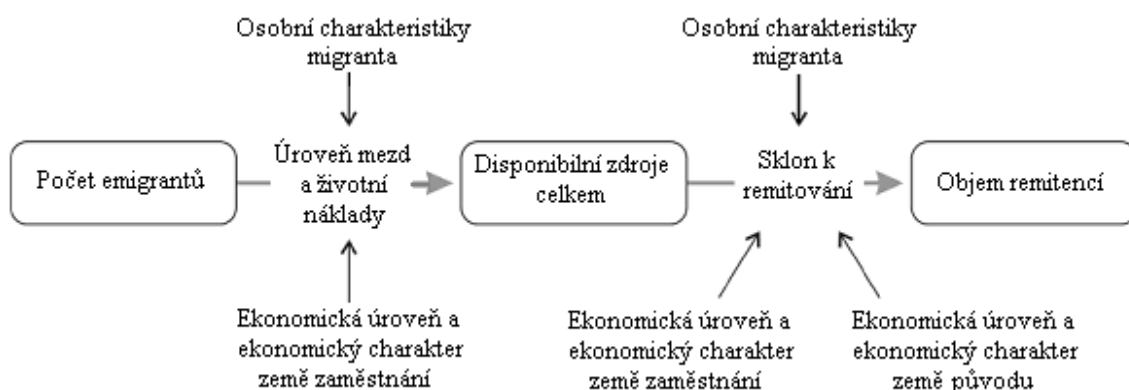 Osobní charakteristiky
migranta
Osobní charakteristiky
migranta
Počet emigrantů
Úroveň mezd
a životní
náklady
Disponibilní zdroje
celkem
Sklon k
remitování
Objem remitencí
Ekonomická úroveň a
ekonomický charakter
země zaměstnání
Ekonomická úroveň a
ekonomický charakter
země zaměstnání
Ekonomická úroveň a
ekonomický charakter
země původu